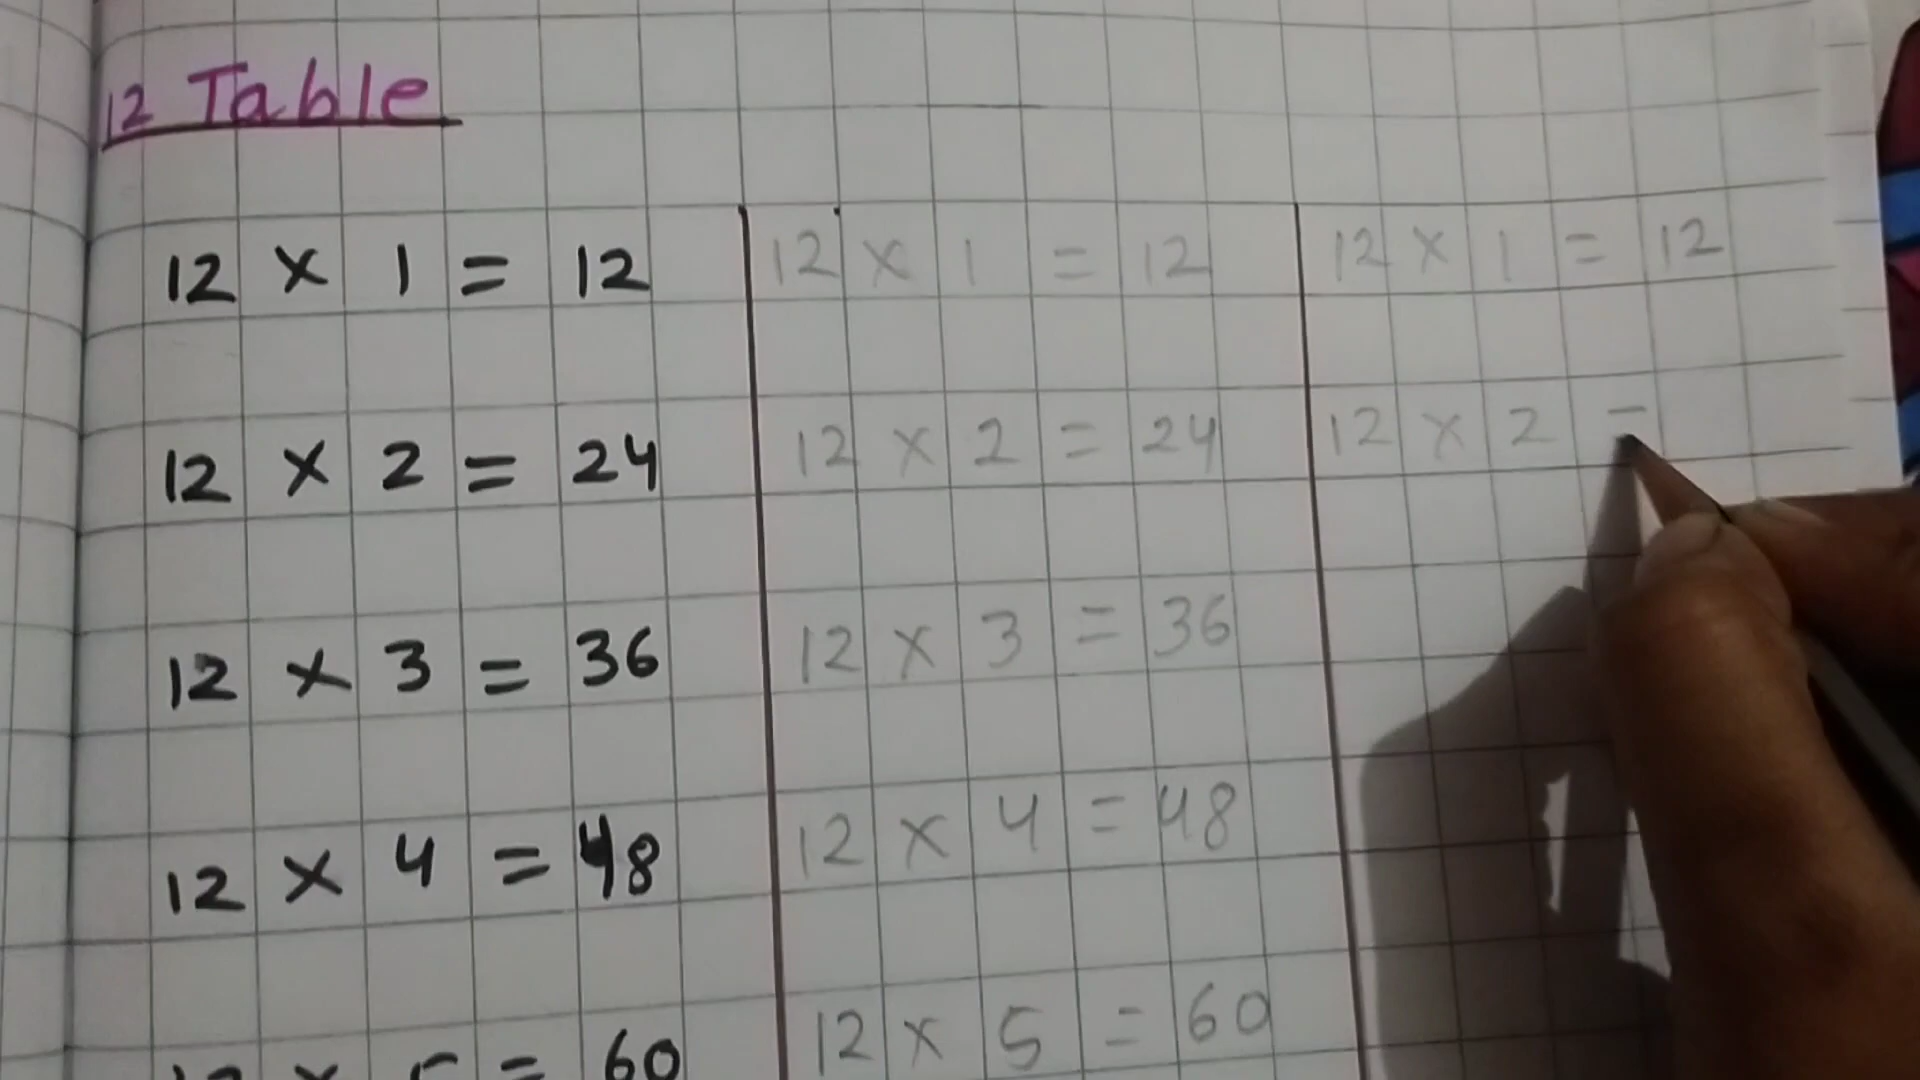 12 Table
12 × 1 = 12
12 × 2 = 24
12 × 3 = 36
12 × 4 = 48
= 60
12 × 1 = 12
12 × 2 = 24
12 × 3 = 36
12 × 4 = 48
12 × 5 = 60
12 × 1 = 12
12 × 2 -